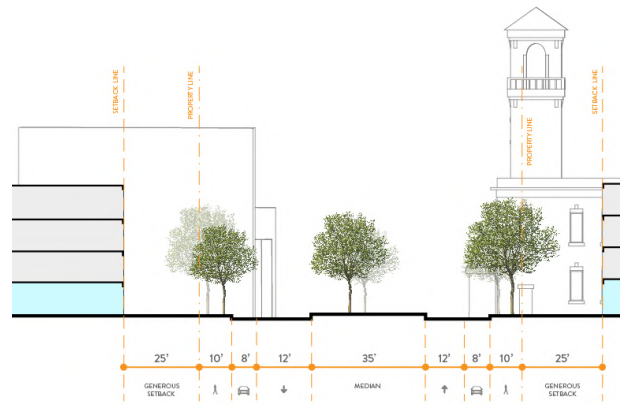 SETBACK LINE
PROPERTY LINE
PROPERTY LINE
SETBACK LINE
25' 10' 8' 12' 35' 12' 8' 10' 25'
GENEROUS SETBACK
MEDIAN
GENEROUS SETBACK